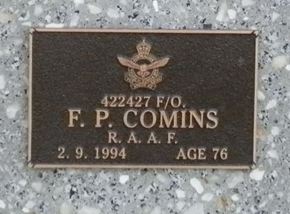 422427 F/O.
F. P. COMINS
R. A. A. F.
2. 9. 1994 AGE 76